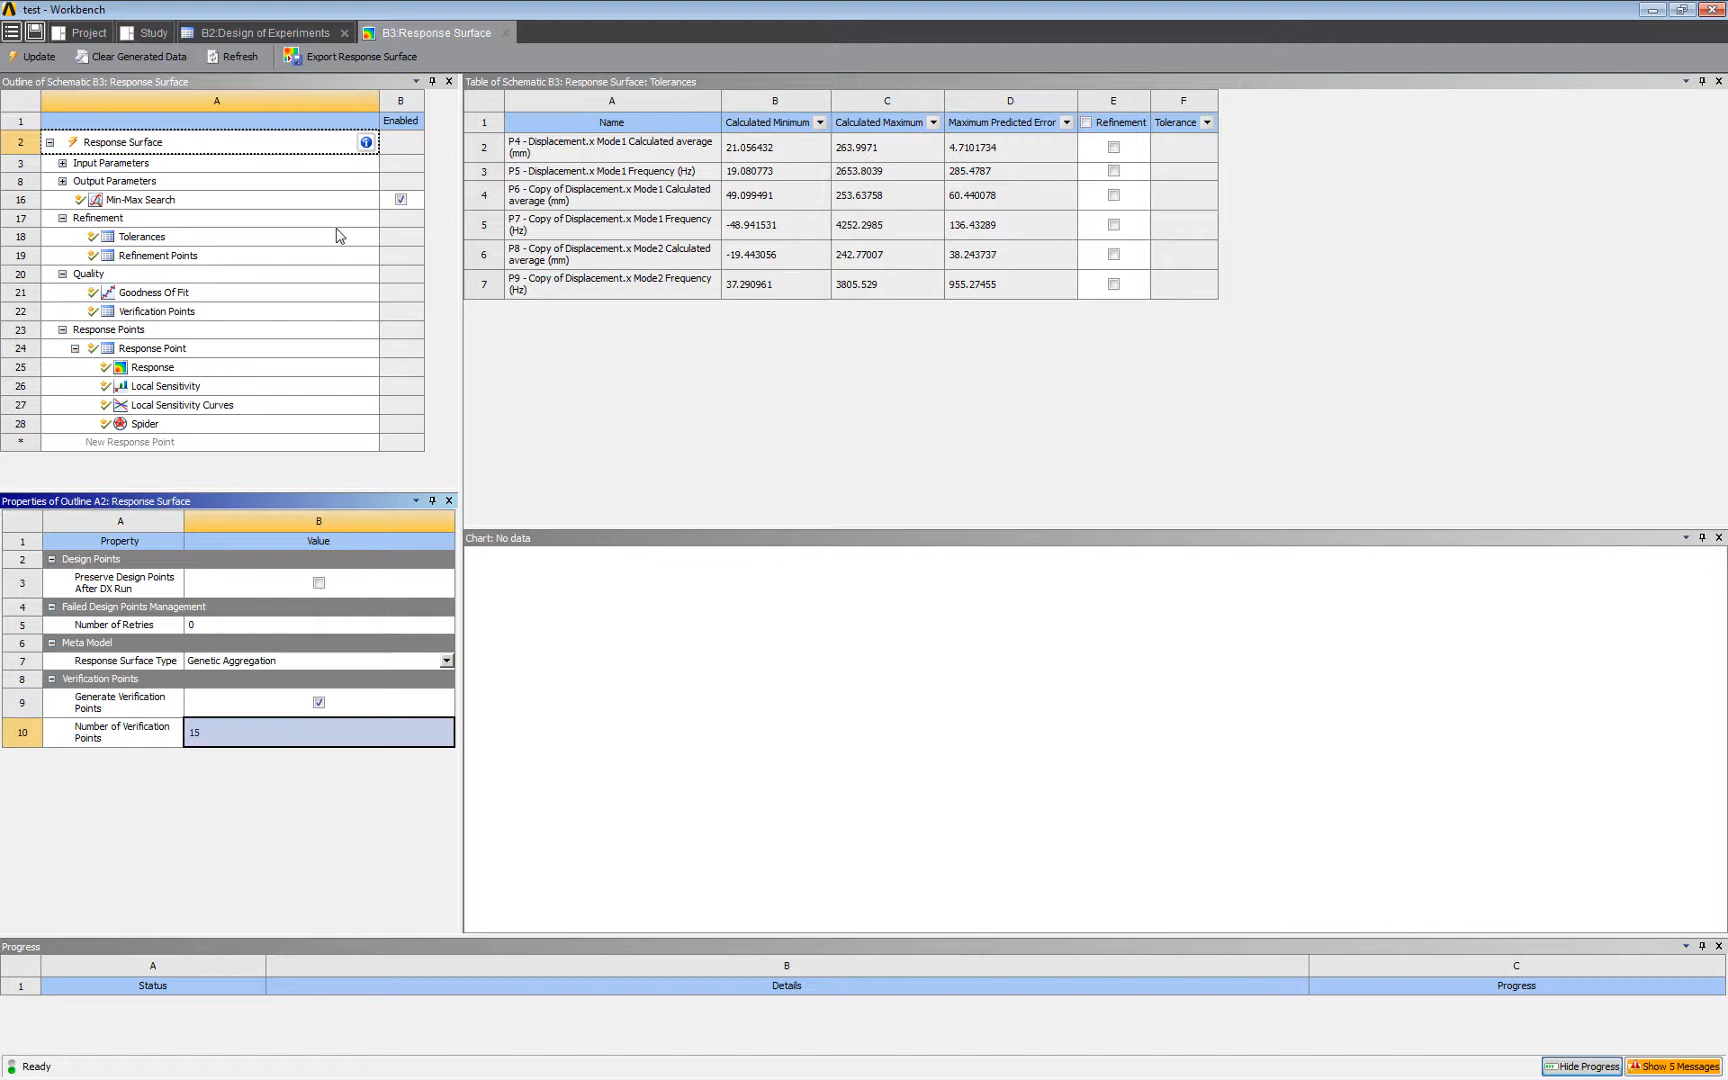 test - Workbench
Project
Study
B2:Design of Experiments
B3:Response Surface
Update
Clear Generated Data
Refresh
Export Response Surface
Outline of Schematic B3: Response Surface
A B
1 Enabled
2 Response Surface
3 Input Parameters
8 Output Parameters
16 Min-Max Search
17 Refinement
18 Tolerances
19 Refinement Points
20 Quality
21 Goodness Of Fit
22 Verification Points
23 Response Points
24 Response Point
25 Response
26 Local Sensitivity
27 Local Sensitivity Curves
28 Spider
* New Response Point
Table of Schematic B3: Response Surface: Tolerances
A B C D E F
1 Name Calculated Minimum Calculated Maximum Maximum Predicted Error Refinement Tolerance
2 P4 - Displacement.x Mode1 Calculated average (mm) 21.056432 263.9971 4.7101734
3 P5 - Displacement.x Mode1 Frequency (Hz) 19.080773 2653.8039 285.4787
4 P6 - Copy of Displacement.x Mode1 Calculated average (mm) 49.099491 253.63758 60.440078
5 P7 - Copy of Displacement.x Mode1 Frequency (Hz) -48.941531 4252.2985 136.43289
6 P8 - Copy of Displacement.x Mode2 Calculated average (mm) -19.443056 242.77007 38.243737
7 P9 - Copy of Displacement.x Mode2 Frequency (Hz) 37.290961 3805.529 955.27455
Properties of Outline A2: Response Surface
A B
1 Property Value
2 Design Points
3 Preserve Design Points After DX Run
4 Failed Design Points Management
5 Number of Retries 0
6 Meta Model
7 Response Surface Type Genetic Aggregation
8 Verification Points
9 Generate Verification Points
10 Number of Verification Points 15
Chart: No data
Progress
A B C
1 Status Details Progress
Ready
Hide Progress
Show 5 Messages